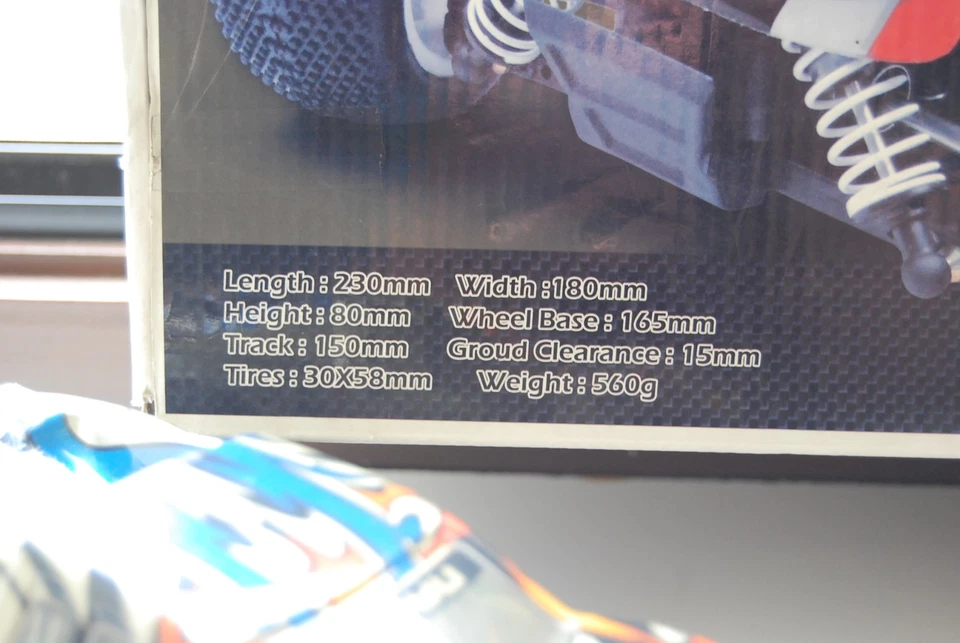 Length : 230mm Width :180mm
Height : 80mm Wheel Base : 165mm
Track : 150mm Groud Clearance : 15mm
Tires : 30X58mm Weight : 560g